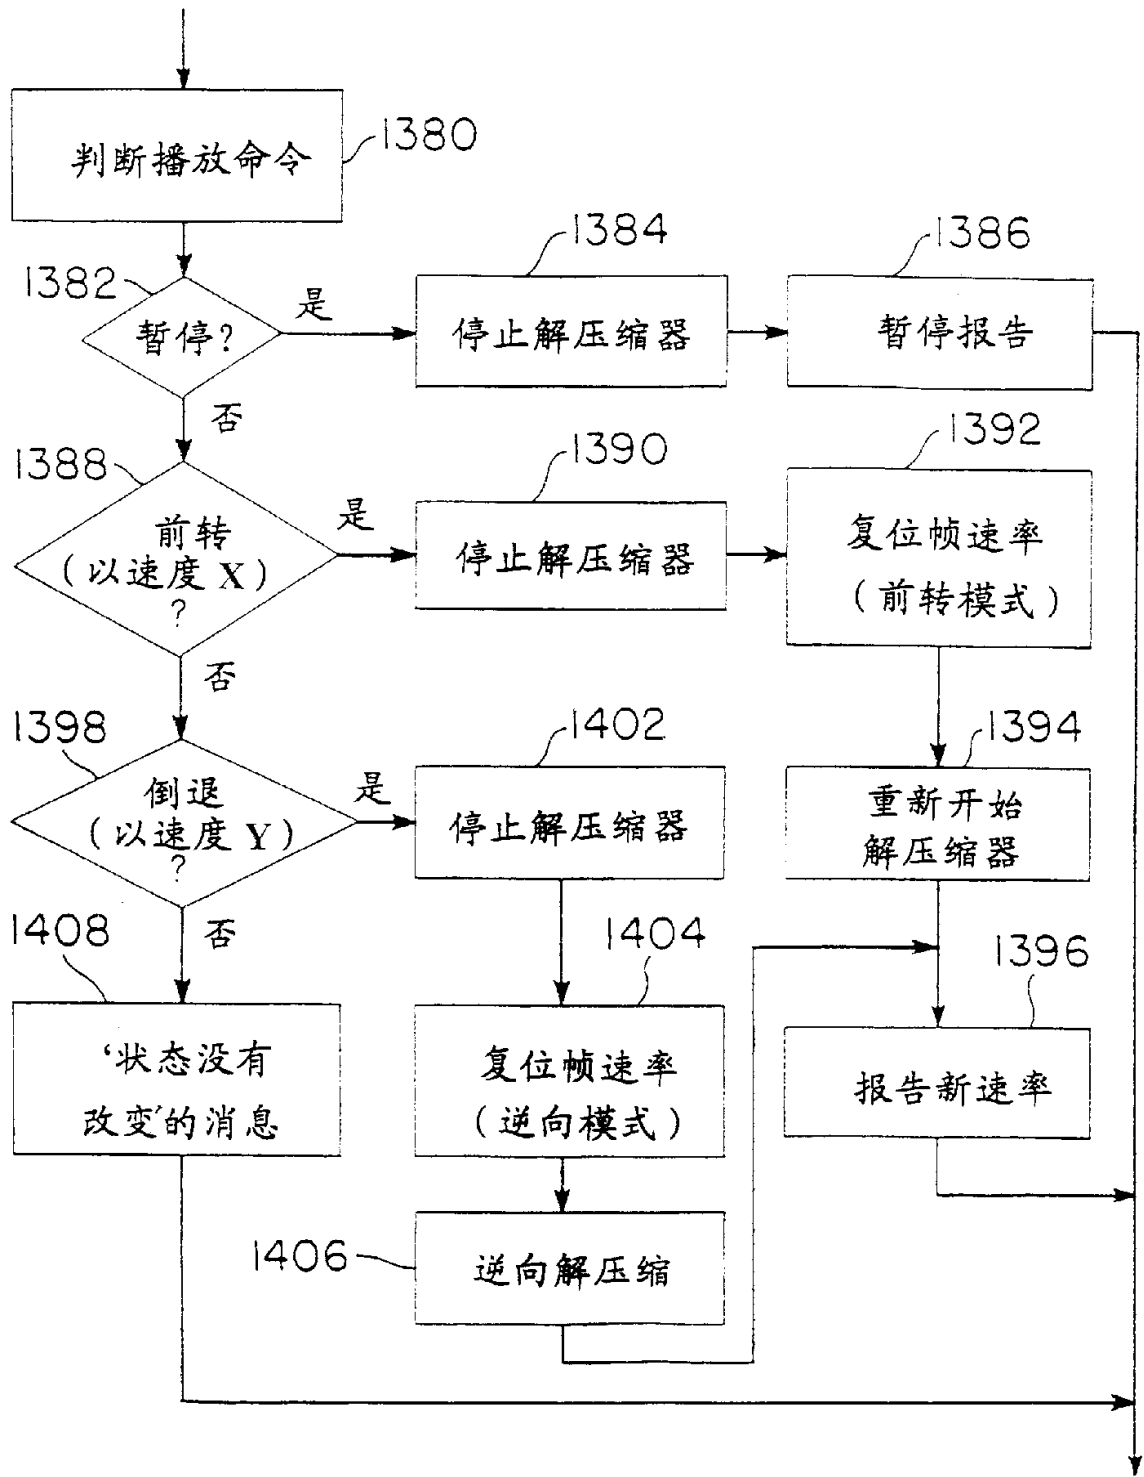 1380
判断播放命令
1382
暂停?
是
1384
停止解压缩器
1386
暂停报告
否
1388
前转
(以速度 X)
?
是
1390
停止解压缩器
1392
复位帧速率
(前转模式)
否
1398
倒退
(以速度 Y)
?
是
1402
停止解压缩器
1394
重新开始
解压缩器
否
1408
'状态没有
改变'的消息
1404
复位帧速率
(逆向模式)
1396
报告新速率
1406
逆向解压缩